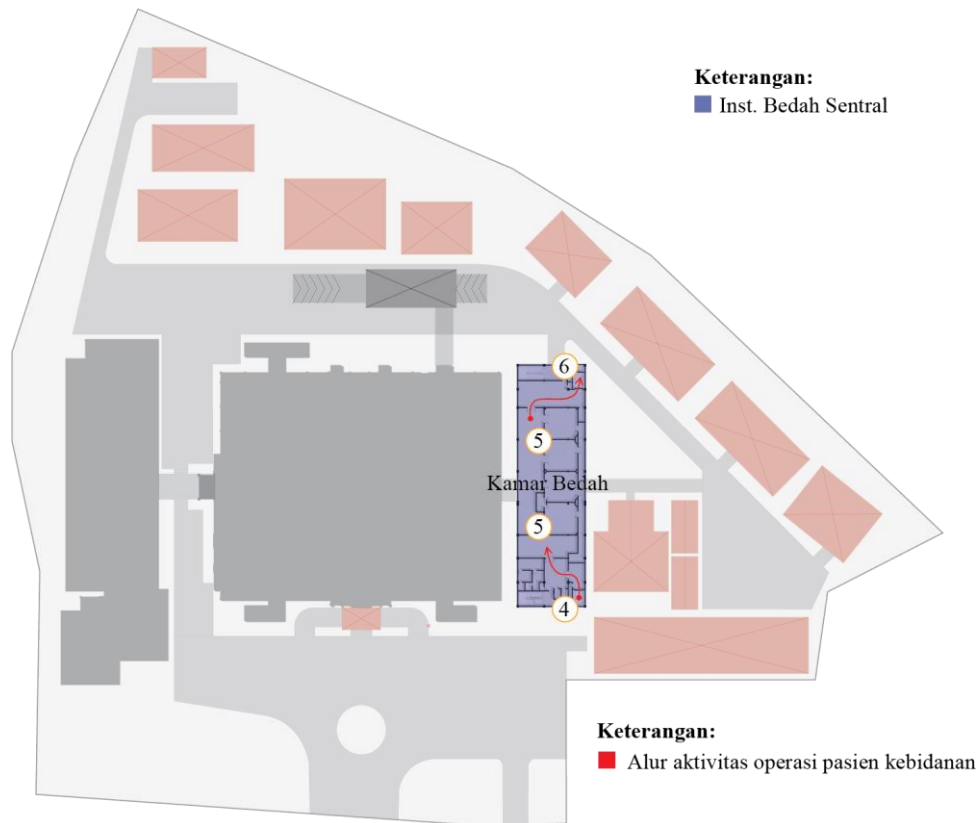 Keterangan:
Inst. Bedah Sentral
6
5
Kamar Bedah
5
4
Keterangan:
Alur aktivitas operasi pasien kebidanan